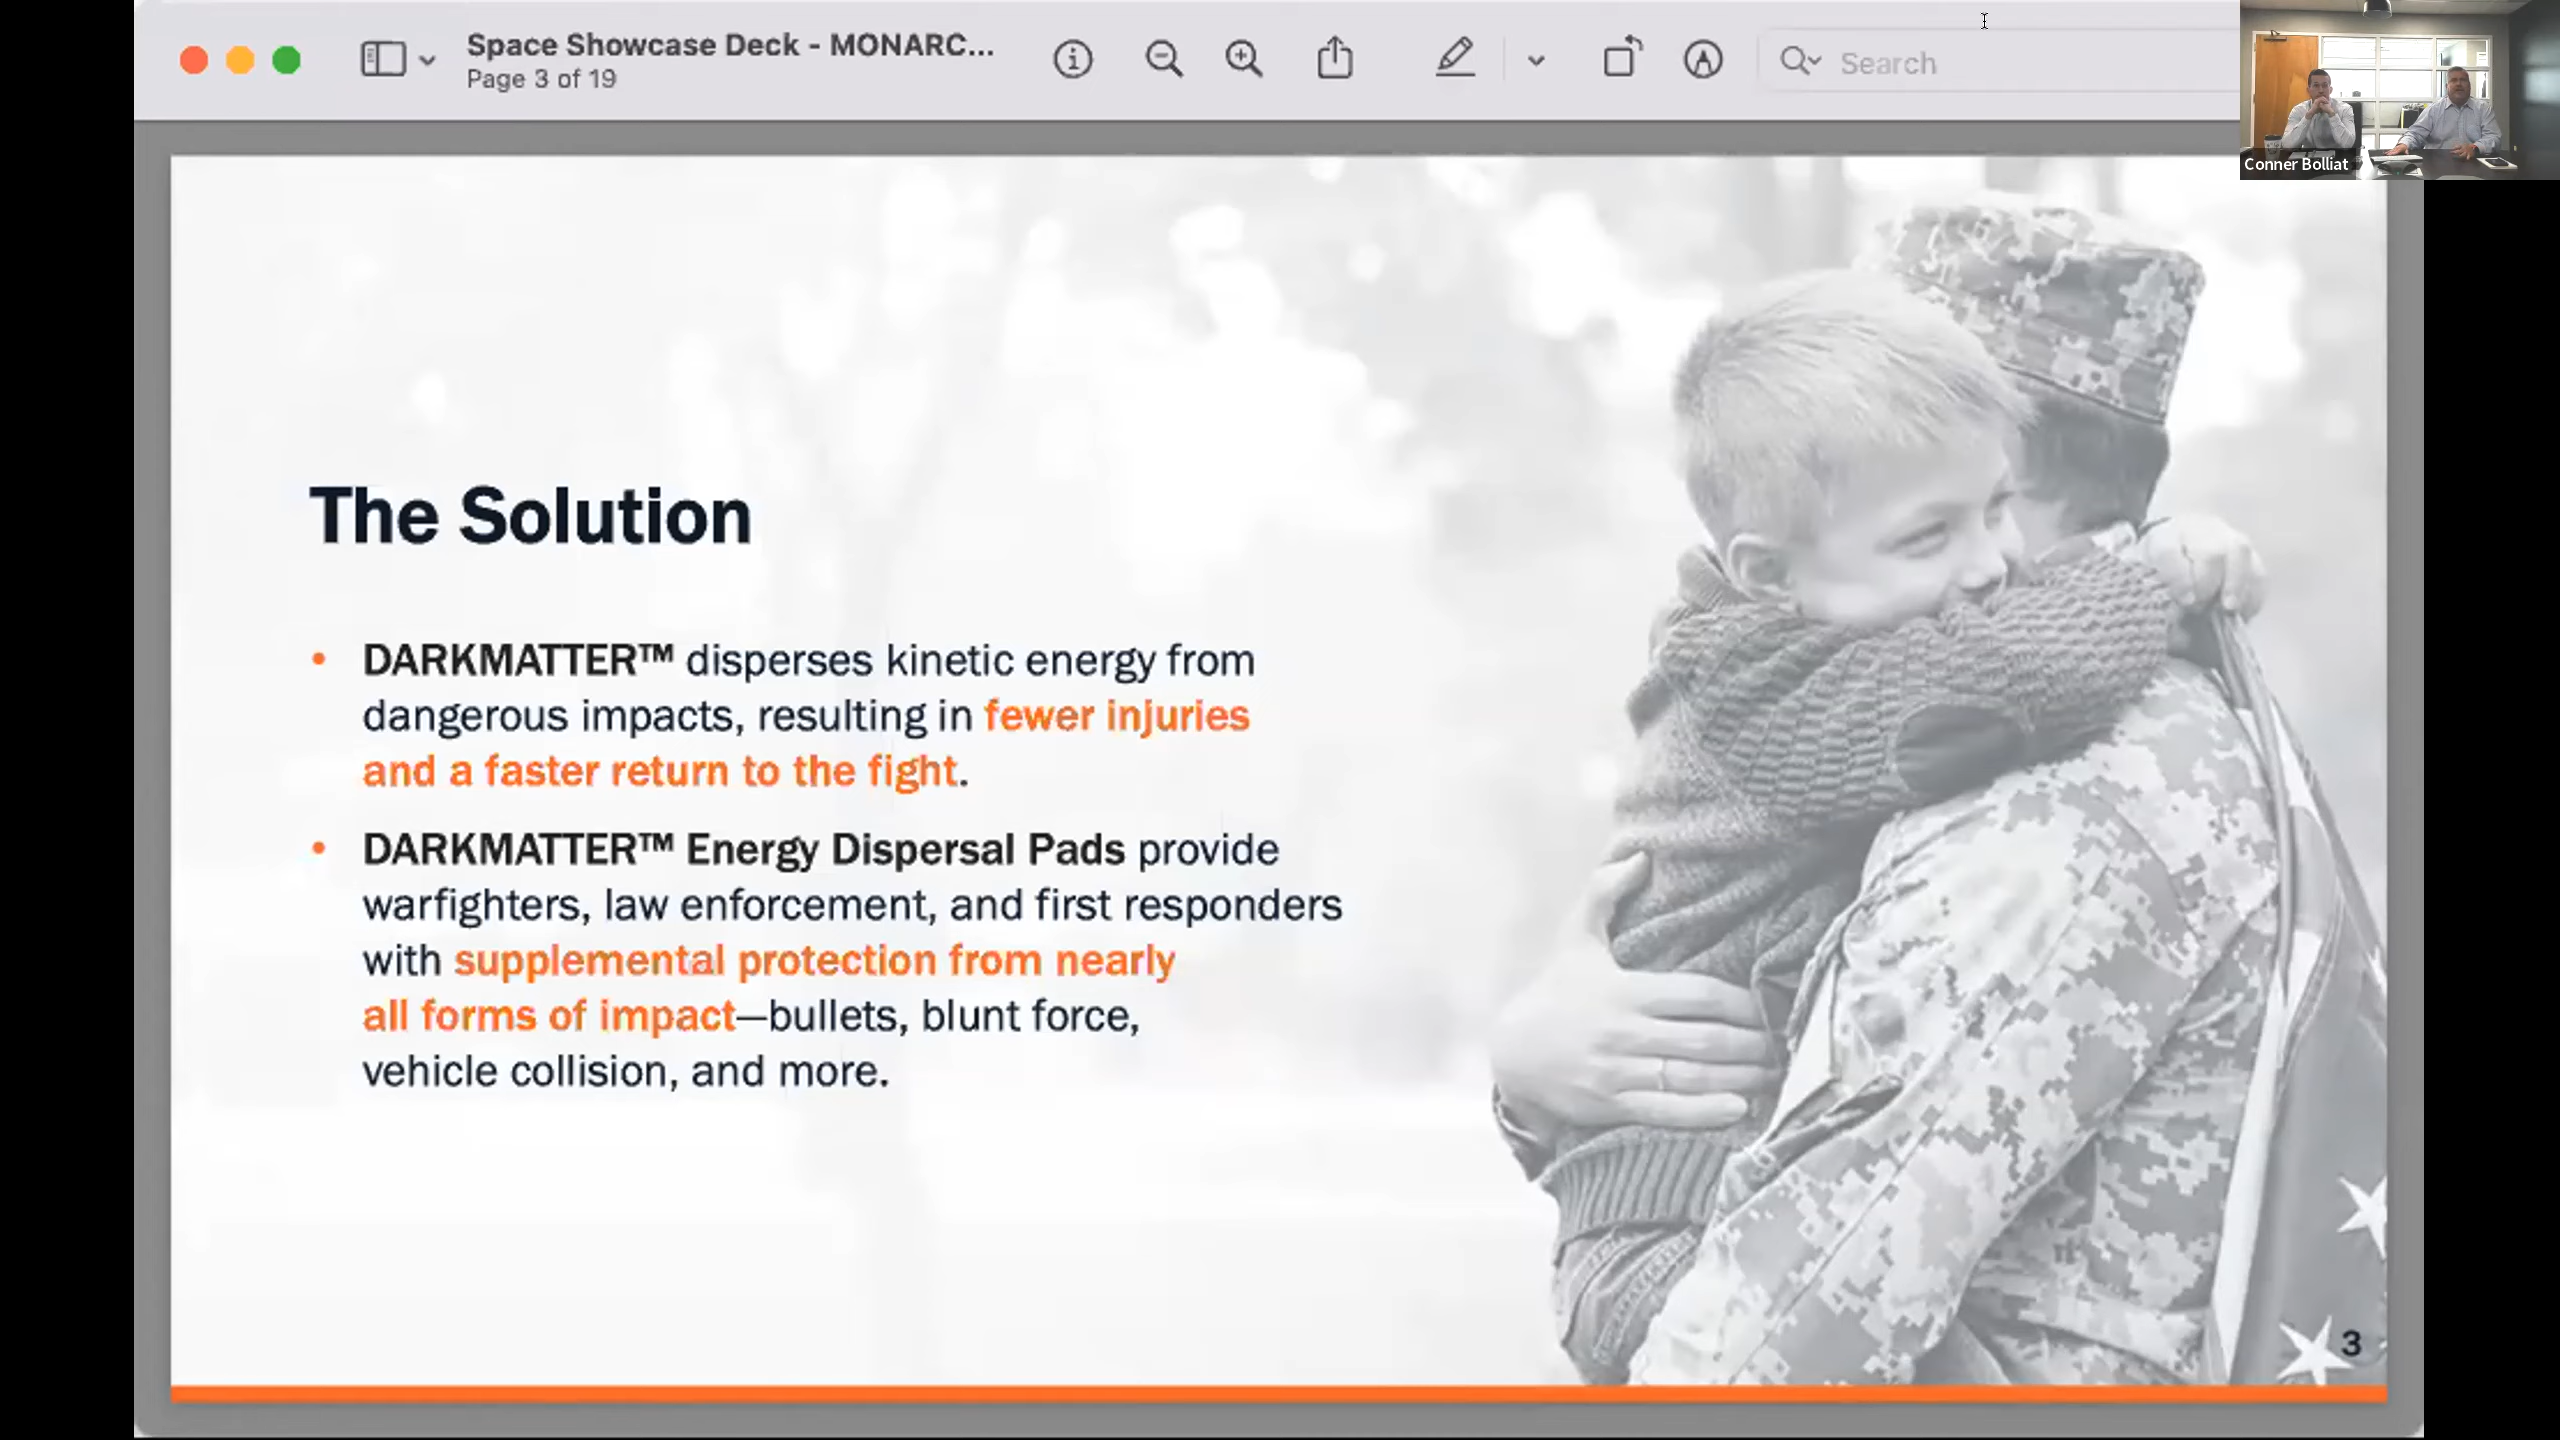 Space Showcase Deck - MONARC...
Page 3 of 19
Search
Conner Bolliat
The Solution
• DARKMATTER™ disperses kinetic energy from
dangerous impacts, resulting in fewer injuries
and a faster return to the fight.
• DARKMATTER™ Energy Dispersal Pads provide
warfighters, law enforcement, and first responders
with supplemental protection from nearly
all forms of impact—bullets, blunt force,
vehicle collision, and more.
3